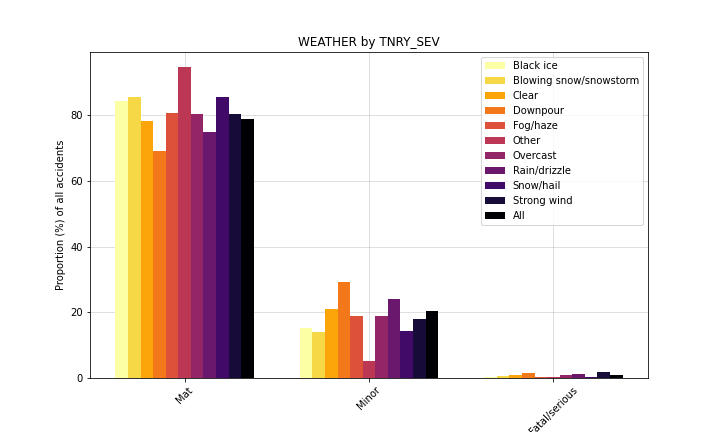 WEATHER by TNRY_SEV
Proportion (%) of all accidents
80
60
40
20
0
Black ice
Blowing snow/snowstorm
Clear
Downpour
Fog/haze
Other
Overcast
Rain/drizzle
Snow/hail
Strong wind
All
Mat
Minor
Fatal/serious